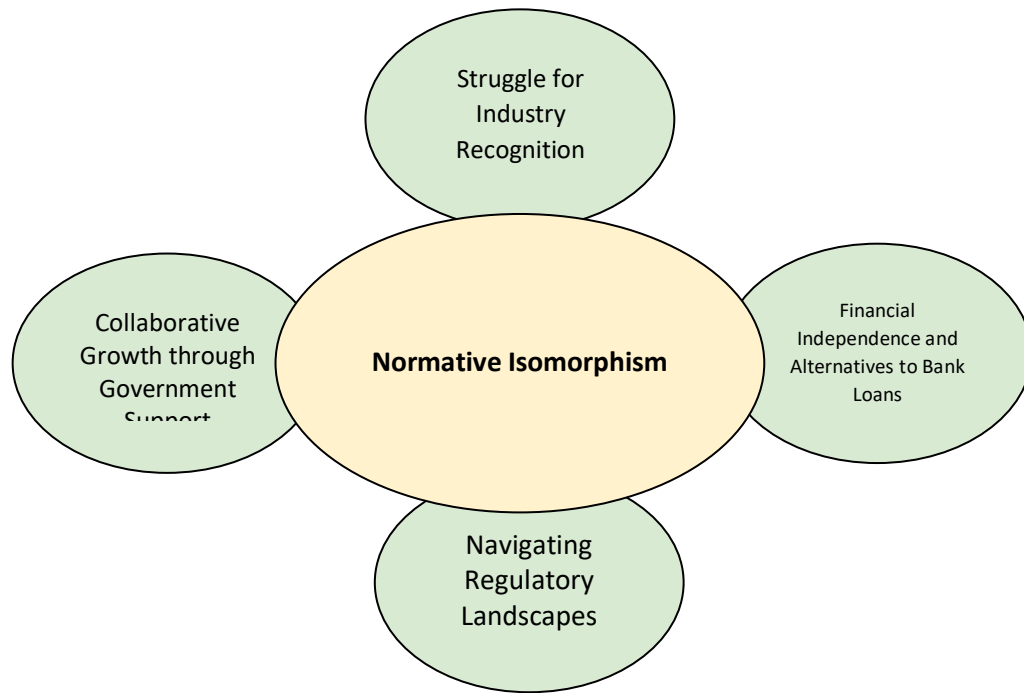 Struggle for
Industry
Recognition
Collaborative
Growth through
Government
Support
Normative Isomorphism
Financial
Independence and
Alternatives to Bank
Loans
Navigating
Regulatory
Landscapes